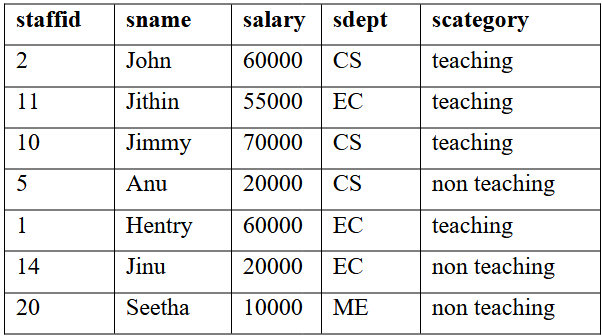 staffid sname salary sdept scategory
2 John 60000 CS teaching
11 Jithin 55000 EC teaching
10 Jimmy 70000 CS teaching
5 Anu 20000 CS non teaching
1 Hentry 60000 EC teaching
14 Jinu 20000 EC non teaching
20 Seetha 10000 ME non teaching